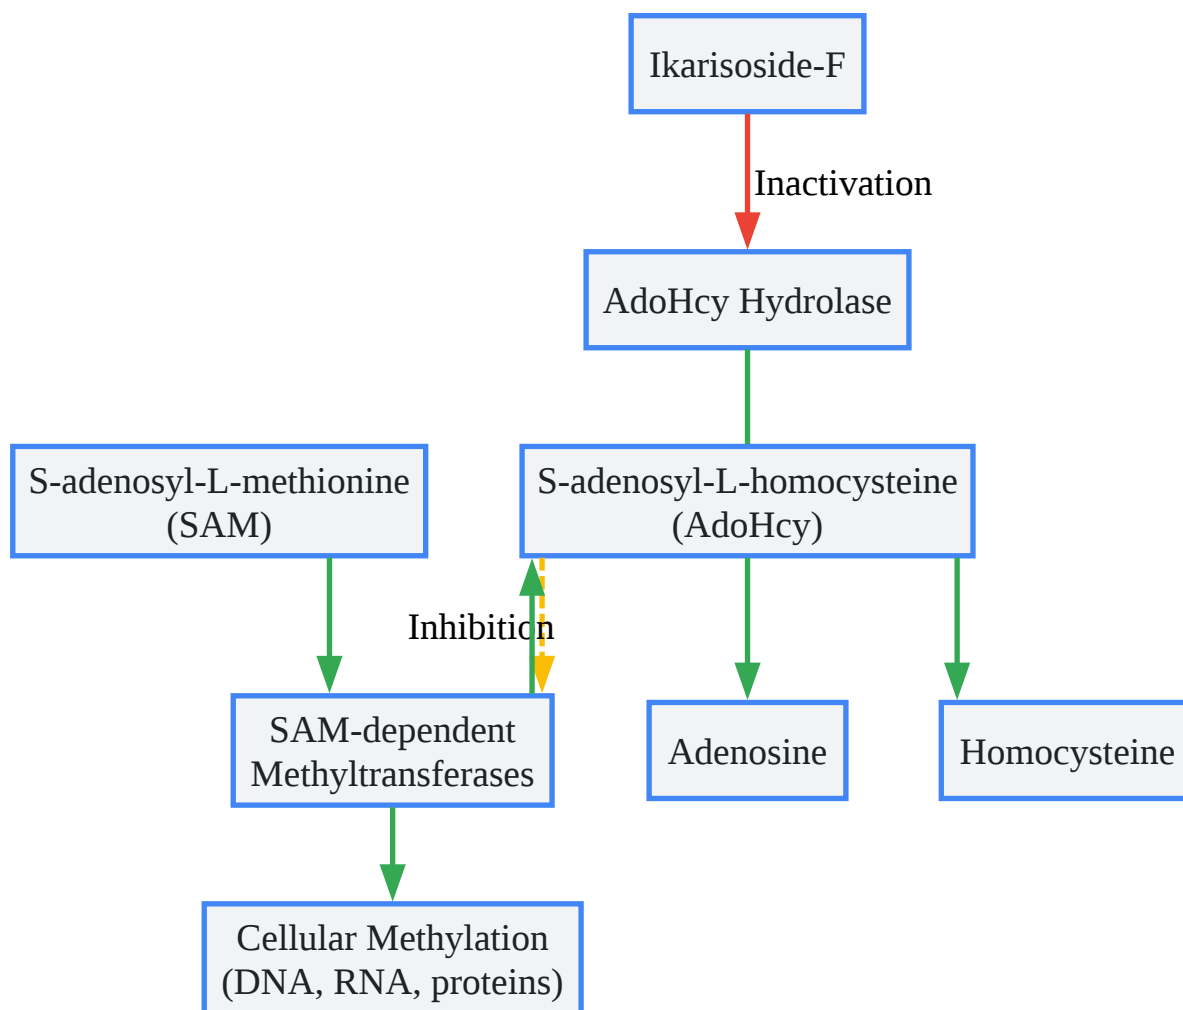 Ikarisoside-F
Inactivation
AdoHcy Hydrolase
S-adenosyl-L-methionine
(SAM)
S-adenosyl-L-homocysteine
(AdoHcy)
Inhibition
SAM-dependent
Methyltransferases
Adenosine
Homocysteine
Cellular Methylation
(DNA, RNA, proteins)